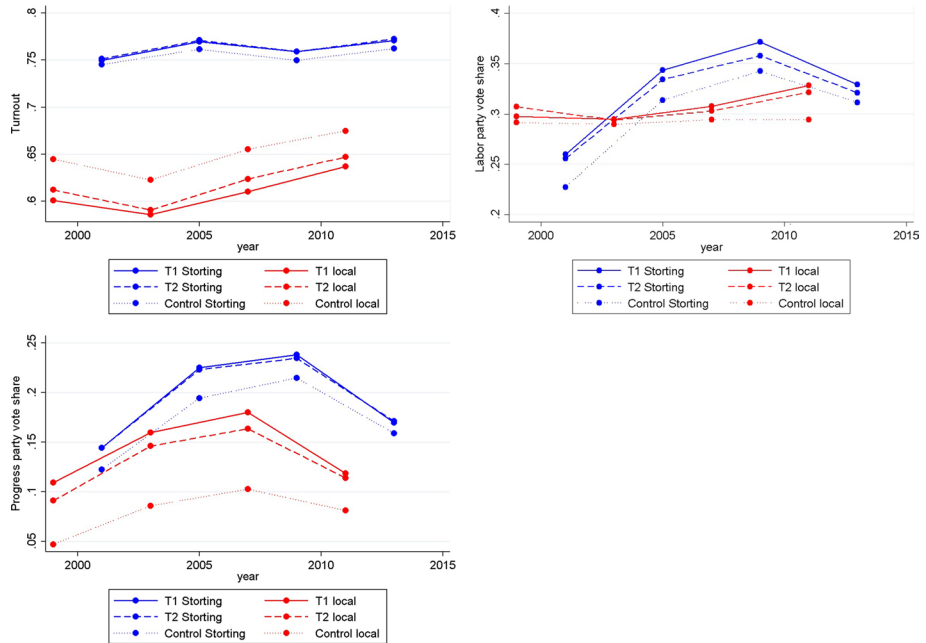 .8
.75
.7
.65
.6
Turnout
2000 2005 2010 2015
year
T1 Storting T1 local
T2 Storting T2 local
Control Storting Control local
.4
.35
.3
.25
.2
Labor party vote share
2000 2005 2010 2015
year
T1 Storting T1 local
T2 Storting T2 local
Control Storting Control local
.25
.2
.15
.1
.05
Progress party vote share
2000 2005 2010 2015
year
T1 Storting T1 local
T2 Storting T2 local
Control Storting Control local